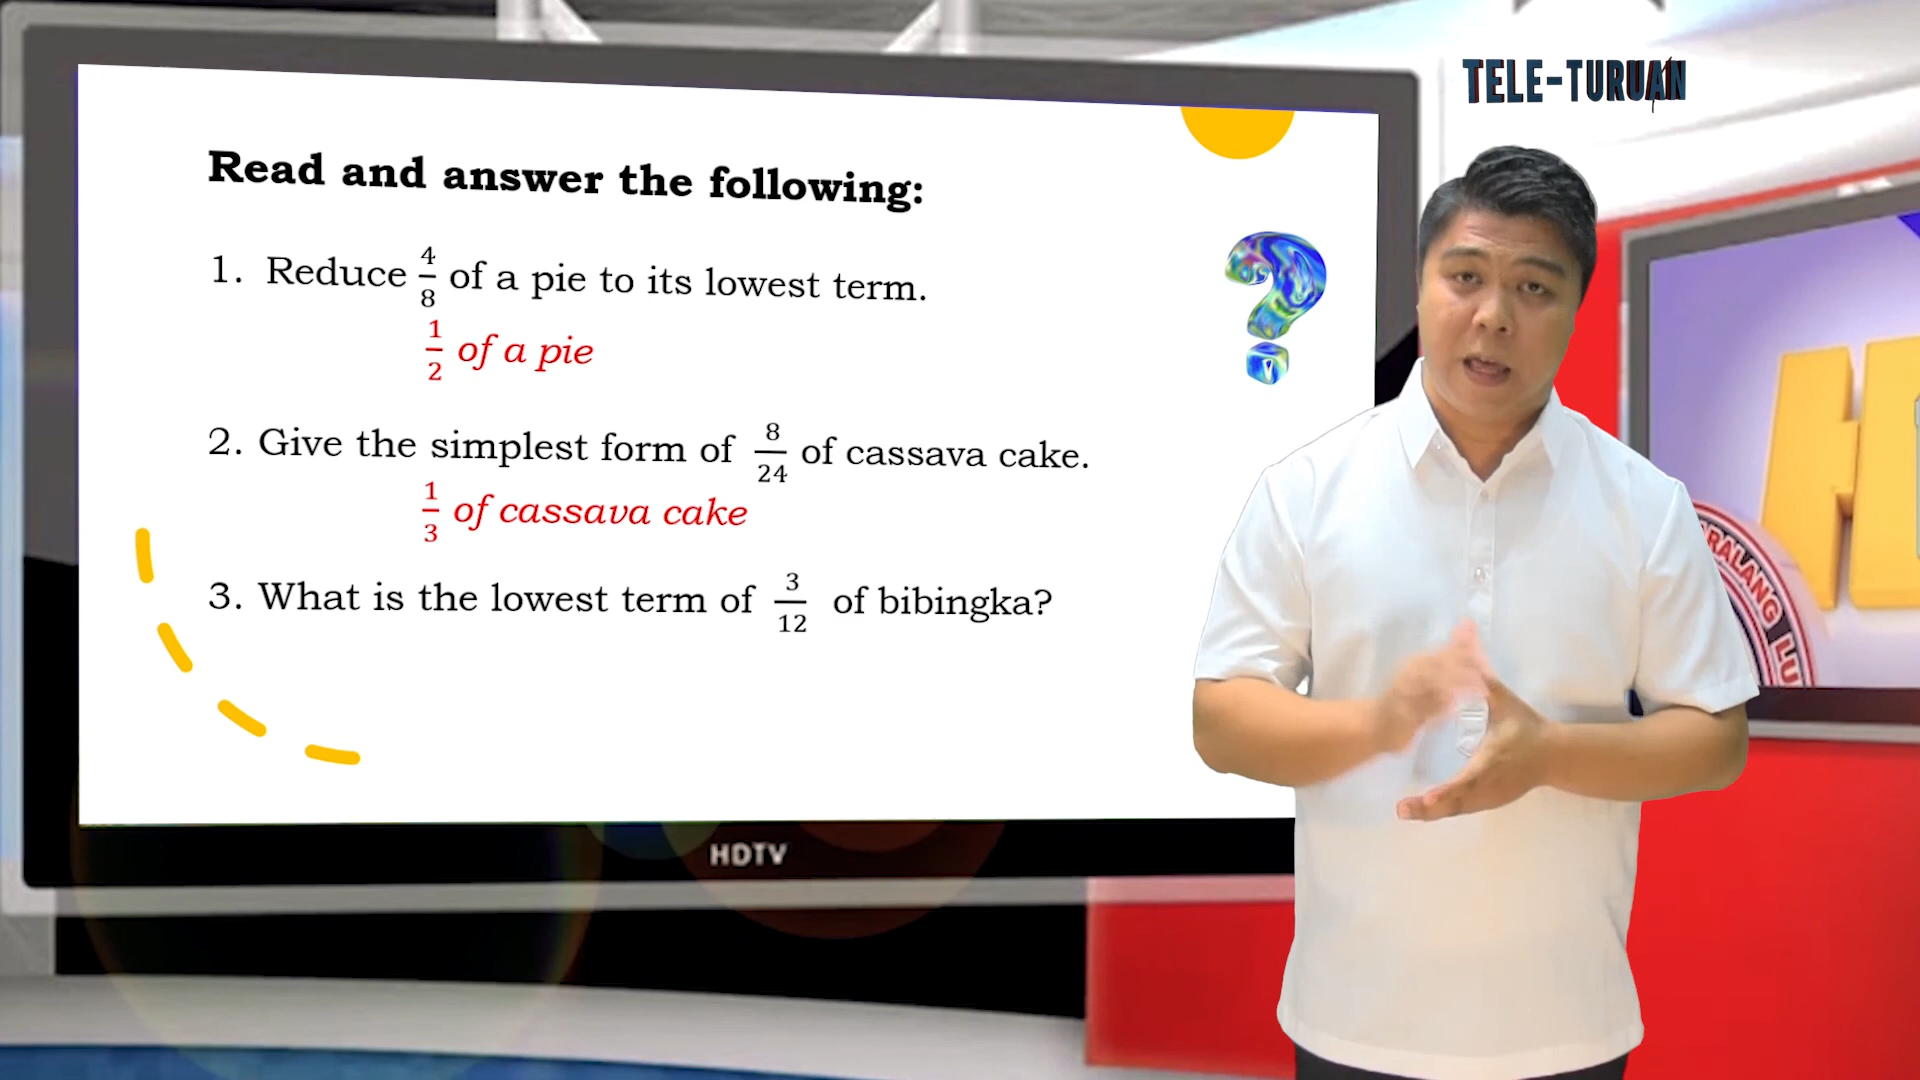 TELE-TURUAN
Read and answer the following:
1. Reduce 4/8 of a pie to its lowest term.
1/2 of a pie
2. Give the simplest form of 8/24 of cassava cake.
1/3 of cassava cake
3. What is the lowest term of 3/12 of bibingka?
HDTV